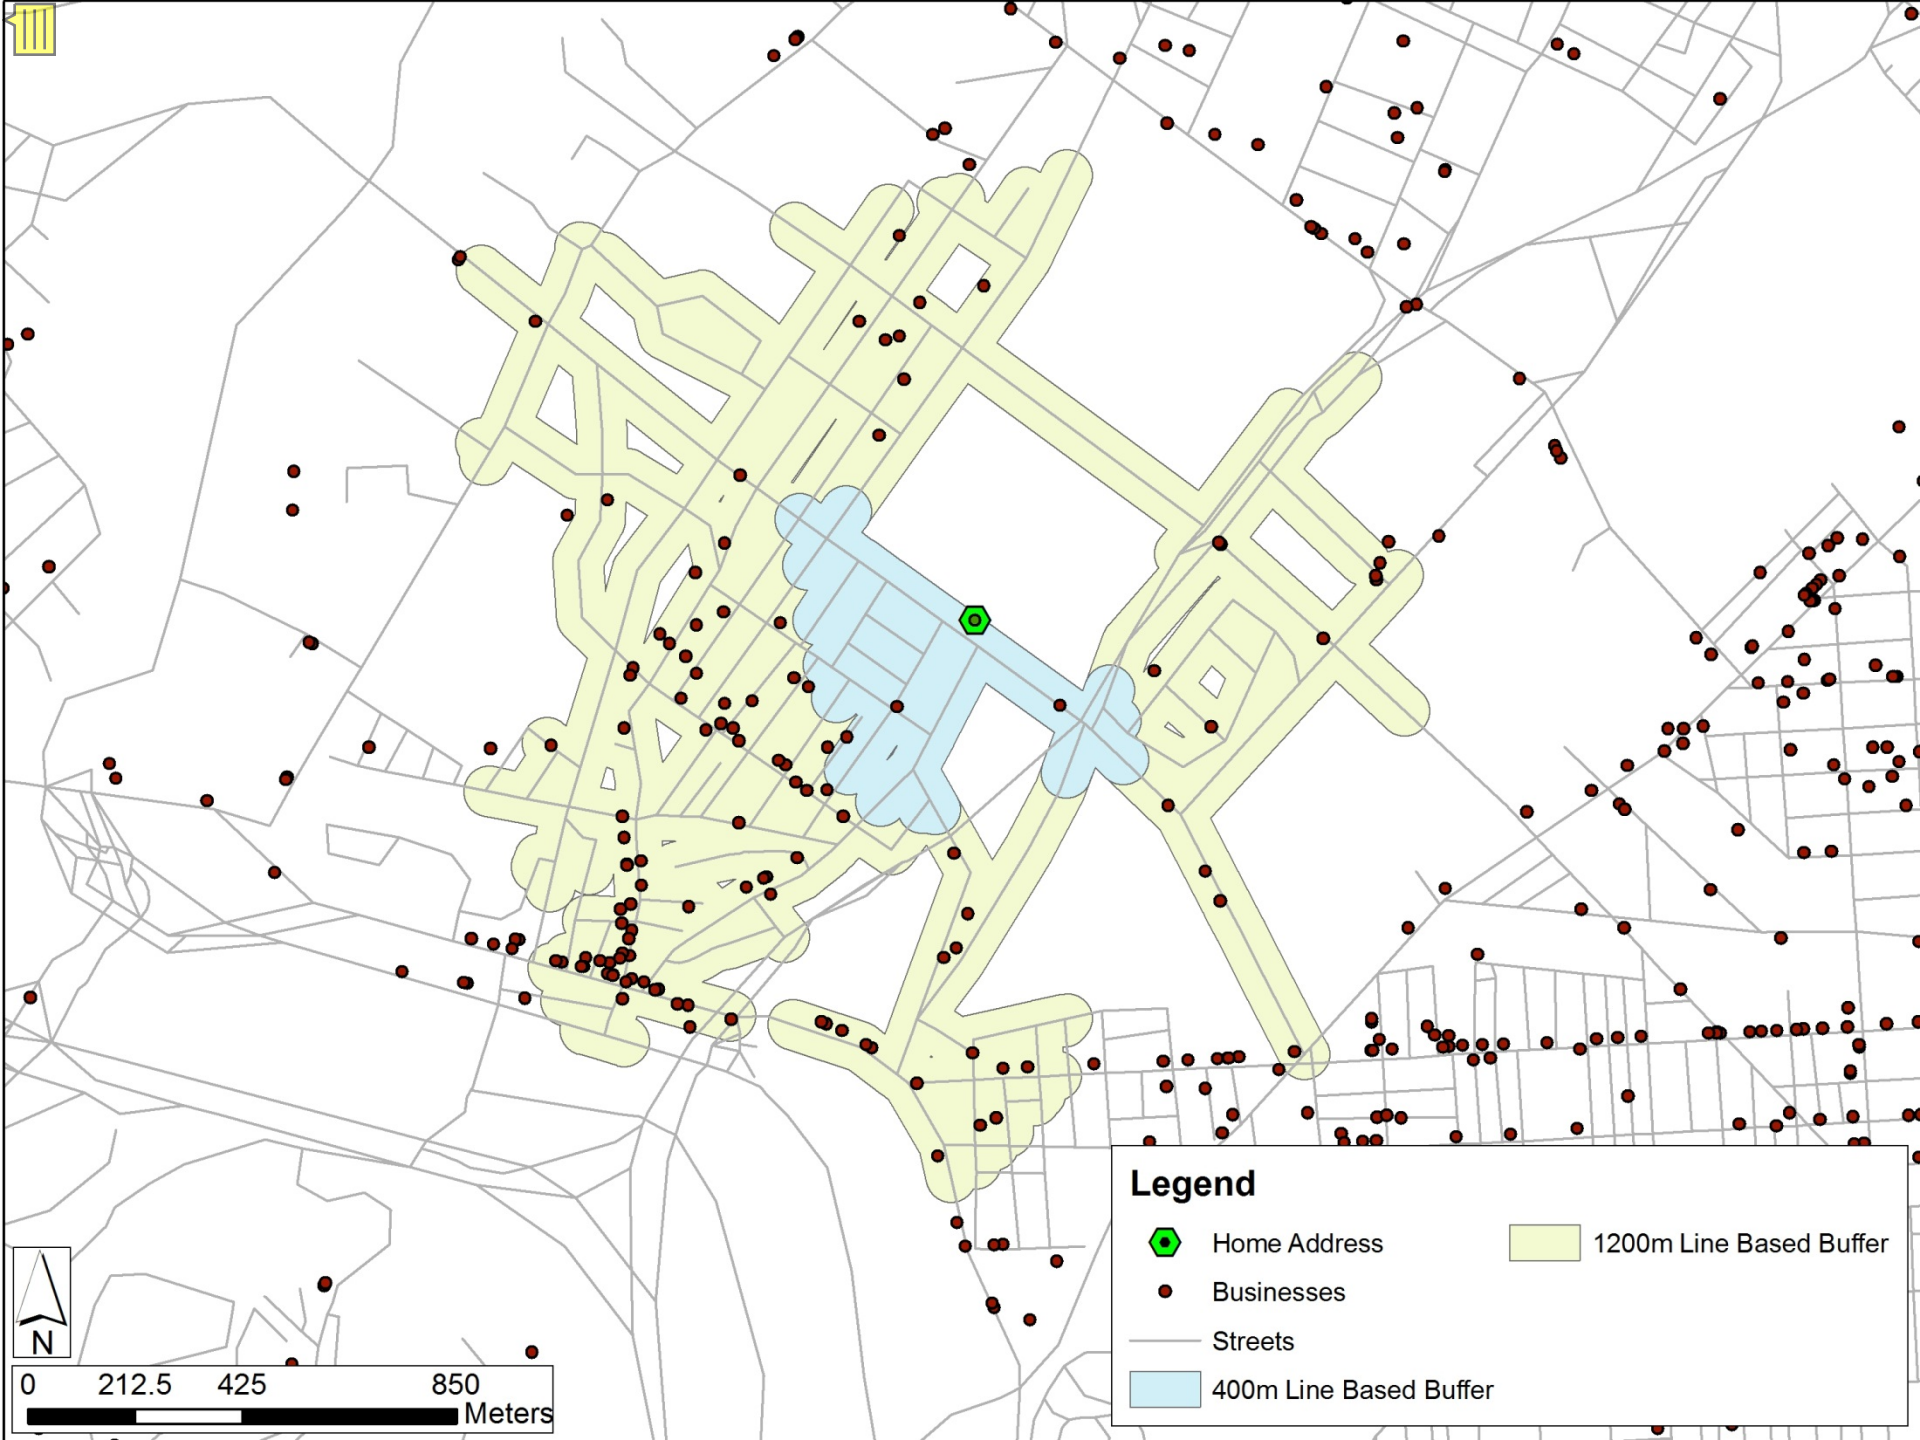 Legend
Home Address
1200m Line Based Buffer
Businesses
Streets
400m Line Based Buffer
N
0 212.5 425 850
Meters